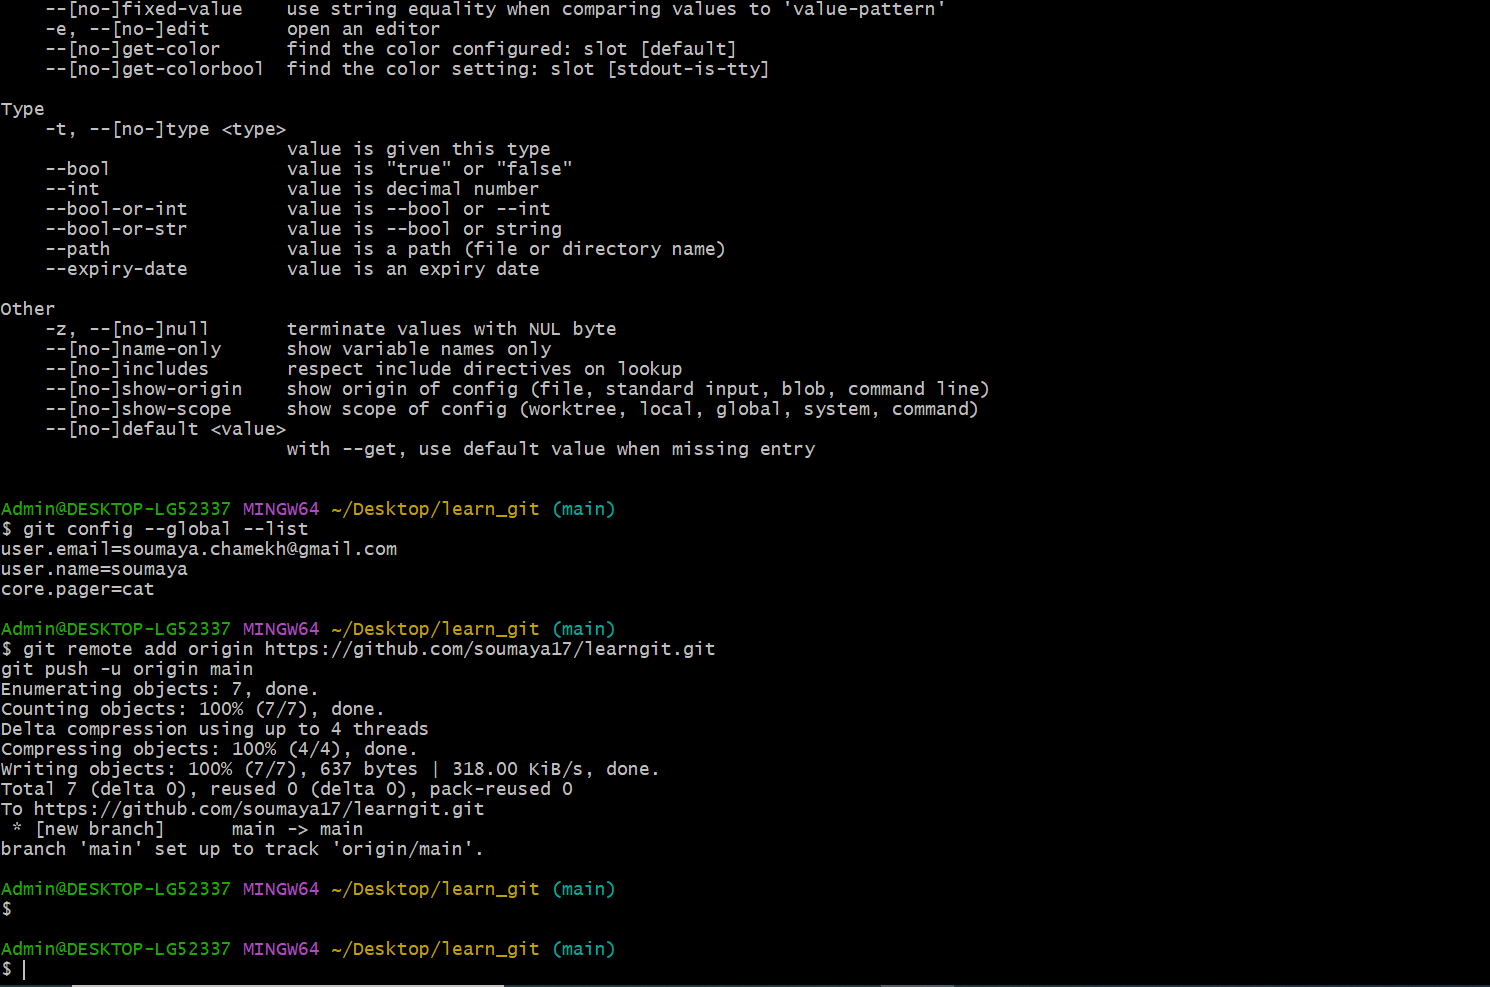 --[no-]fixed-value    use string equality when comparing values to 'value-pattern'
-e, --[no-]edit       open an editor
--[no-]get-color      find the color configured: slot [default]
--[no-]get-colorbool  find the color setting: slot [stdout-is-tty]
Type
-t, --[no-]type <type>
value is given this type
--bool                value is "true" or "false"
--int                 value is decimal number
--bool-or-int         value is --bool or --int
--bool-or-str         value is --bool or string
--path                value is a path (file or directory name)
--expiry-date         value is an expiry date
Other
-z, --[no-]null       terminate values with NUL byte
--[no-]name-only      show variable names only
--[no-]includes       respect include directives on lookup
--[no-]show-origin    show origin of config (file, standard input, blob, command line)
--[no-]show-scope     show scope of config (worktree, local, global, system, command)
--[no-]default <value>
with --get, use default value when missing entry
Admin@DESKTOP-LG52337 MINGW64 ~/Desktop/learn_git (main)
$ git config --global --list
user.email=soumaya.chamekh@gmail.com
user.name=soumaya
core.pager=cat
Admin@DESKTOP-LG52337 MINGW64 ~/Desktop/learn_git (main)
$ git remote add origin https://github.com/soumaya17/learngit.git
git push -u origin main
Enumerating objects: 7, done.
Counting objects: 100% (7/7), done.
Delta compression using up to 4 threads
Compressing objects: 100% (4/4), done.
Writing objects: 100% (7/7), 637 bytes | 318.00 KiB/s, done.
Total 7 (delta 0), reused 0 (delta 0), pack-reused 0
To https://github.com/soumaya17/learngit.git
* [new branch]      main -> main
branch 'main' set up to track 'origin/main'.
Admin@DESKTOP-LG52337 MINGW64 ~/Desktop/learn_git (main)
$
Admin@DESKTOP-LG52337 MINGW64 ~/Desktop/learn_git (main)
$